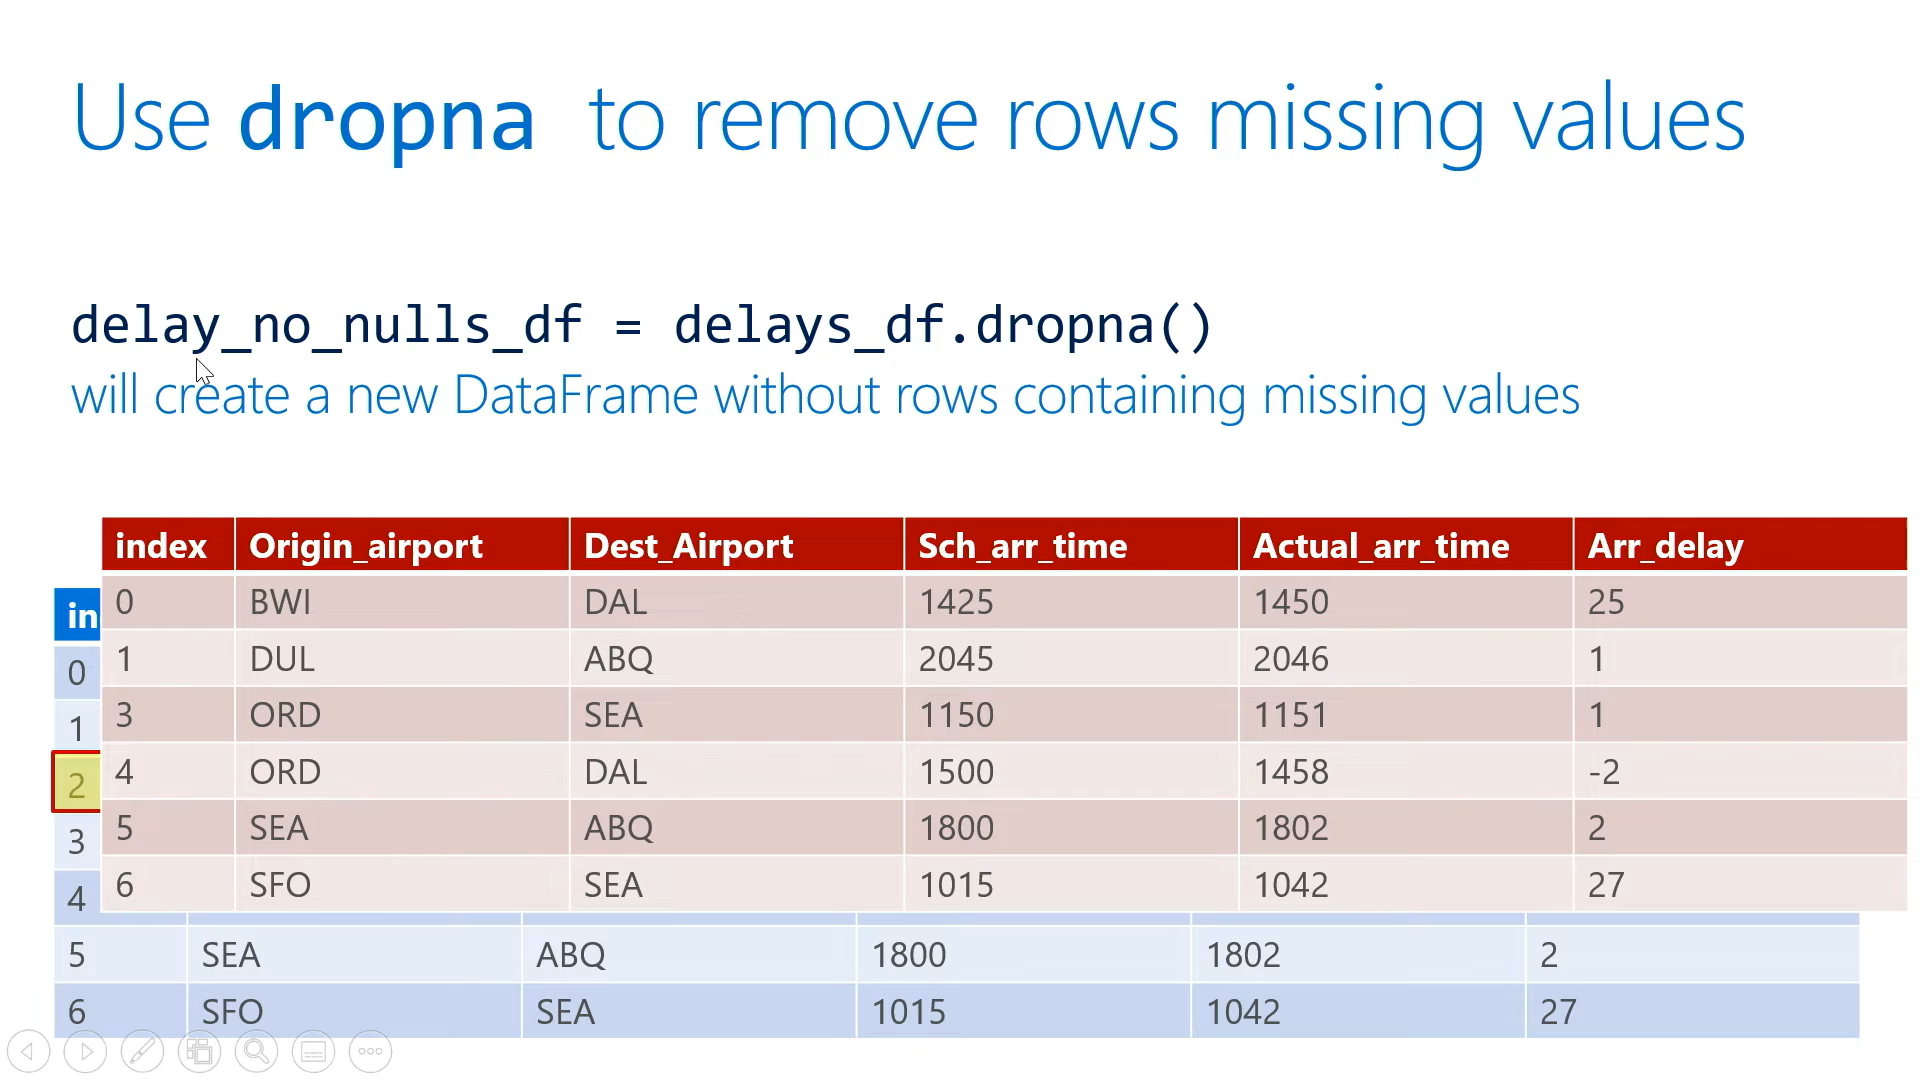 Use dropna to remove rows missing values
delay_no_nulls_df = delays_df.dropna()
will create a new DataFrame without rows containing missing values
index Origin_airport Dest_Airport Sch_arr_time Actual_arr_time Arr_delay
0 BWI DAL 1425 1450 25
1 DUL ABQ 2045 2046 1
3 ORD SEA 1150 1151 1
4 ORD DAL 1500 1458 -2
5 SEA ABQ 1800 1802 2
6 SFO SEA 1015 1042 27
in
0
1
2
3
4
5 SEA ABQ 1800 1802 2
6 SFO SEA 1015 1042 27